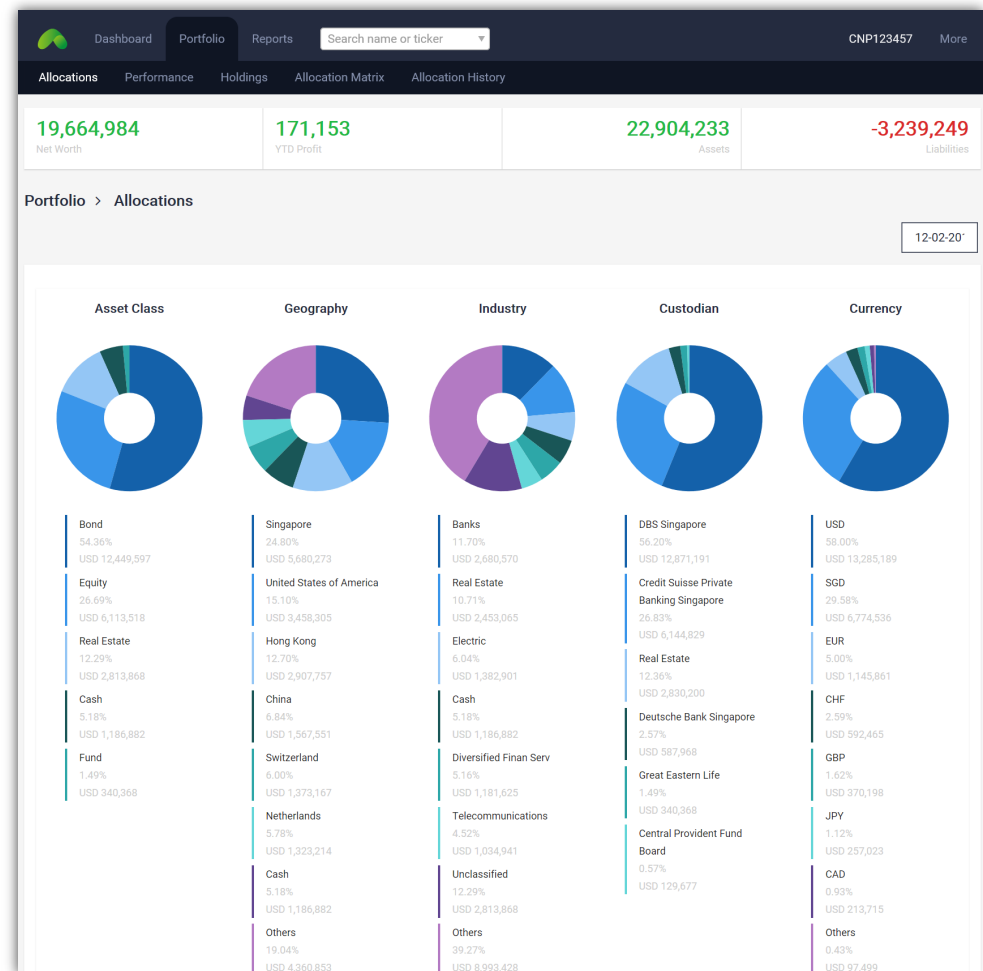 Dashboard Portfolio Reports Search name or ticker CNP123457 More
Allocations Performance Holdings Allocation Matrix Allocation History
19,664,984 171,153 22,904,233 -3,239,249
Net Worth YTD Profit Assets Liabilities
Portfolio > Allocations
12-02-20
Asset Class
Bond
54.36%
USD 12,449,597
Equity
26.69%
USD 6,113,518
Real Estate
12.29%
USD 2,813,868
Cash
5.18%
USD 1,186,882
Fund
1.49%
USD 340,368
Geography
Singapore
24.80%
USD 5,680,273
United States of America
15.10%
USD 3,458,305
Hong Kong
12.70%
USD 2,907,757
China
6.84%
USD 1,567,551
Switzerland
6.00%
USD 1,373,167
Netherlands
5.78%
USD 1,323,214
Cash
5.18%
USD 1,186,882
Others
19.04%
USD 4,360,853
Industry
Banks
11.70%
USD 2,680,570
Real Estate
10.71%
USD 2,453,065
Electric
6.04%
USD 1,382,901
Cash
5.18%
USD 1,186,882
Diversified Finan Serv
5.16%
USD 1,181,625
Telecommunications
4.52%
USD 1,034,941
Unclassified
12.29%
USD 2,813,868
Others
39.27%
USD 8,993,428
Custodian
DBS Singapore
56.20%
USD 12,871,191
Credit Suisse Private
Banking Singapore
26.83%
USD 6,144,829
Real Estate
12.36%
USD 2,830,200
Deutsche Bank Singapore
2.57%
USD 587,968
Great Eastern Life
1.49%
USD 340,368
Central Provident Fund
Board
0.57%
USD 129,677
Currency
USD
58.00%
USD 13,285,189
SGD
29.58%
USD 6,774,536
EUR
5.00%
USD 1,145,861
CHF
2.59%
USD 592,465
GBP
1.62%
USD 370,198
JPY
1.12%
USD 257,023
CAD
0.93%
USD 213,715
Others
0.43%
USD 97,499